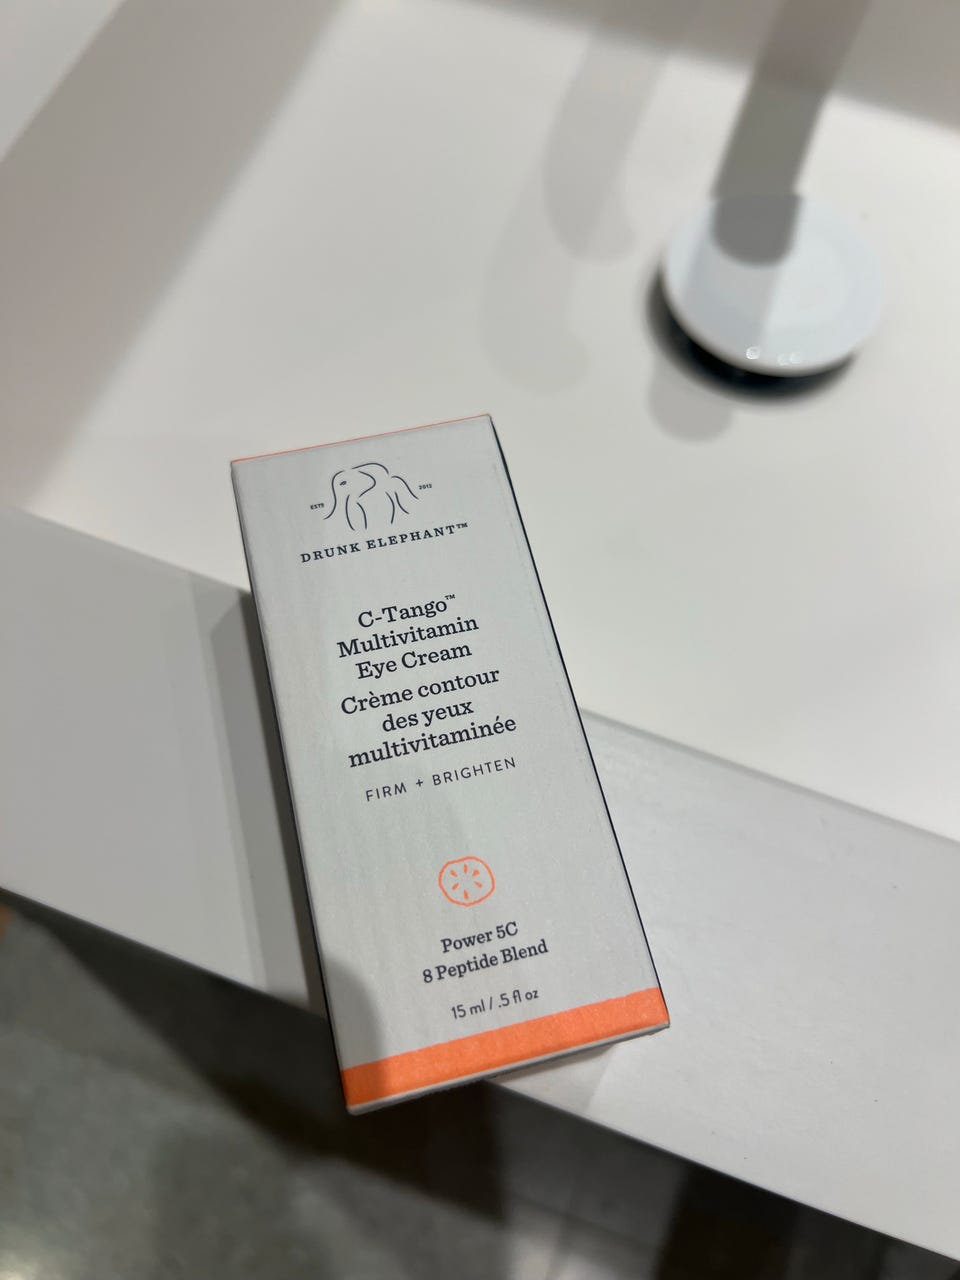 ESTD 2012
DRUNK ELEPHANT™
C-Tango™
Multivitamin
Eye Cream
Crème contour
des yeux
multivitaminée
FIRM + BRIGHTEN
Power 5C
8 Peptide Blend
15 ml / .5 fl oz